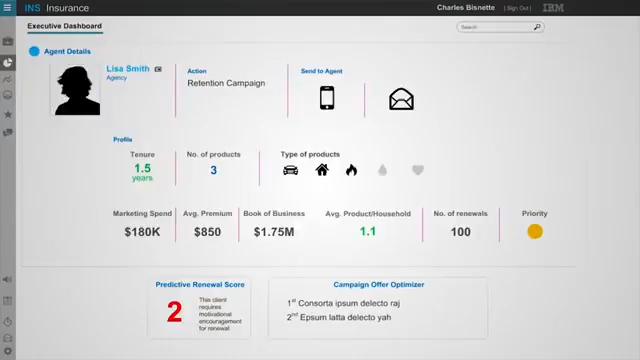 INS Insurance
Charles Bisnette | Sign Out | IBM
Executive Dashboard
Search
Agent Details
Lisa Smith
Agency
Action
Retention Campaign
Send to Agent
Profile
Tenure
1.5
years
No. of products
3
Type of products
Marketing Spend
$180K
Avg. Premium
$850
Book of Business
$1.75M
Avg. Product/Household
1.1
No. of renewals
100
Priority
Predictive Renewal Score
2
This client
requires
motivational
encouragement
for renewal
Campaign Offer Optimizer
1st Consorta ipsum delecto raj
2nd Epsum latta delecto yah